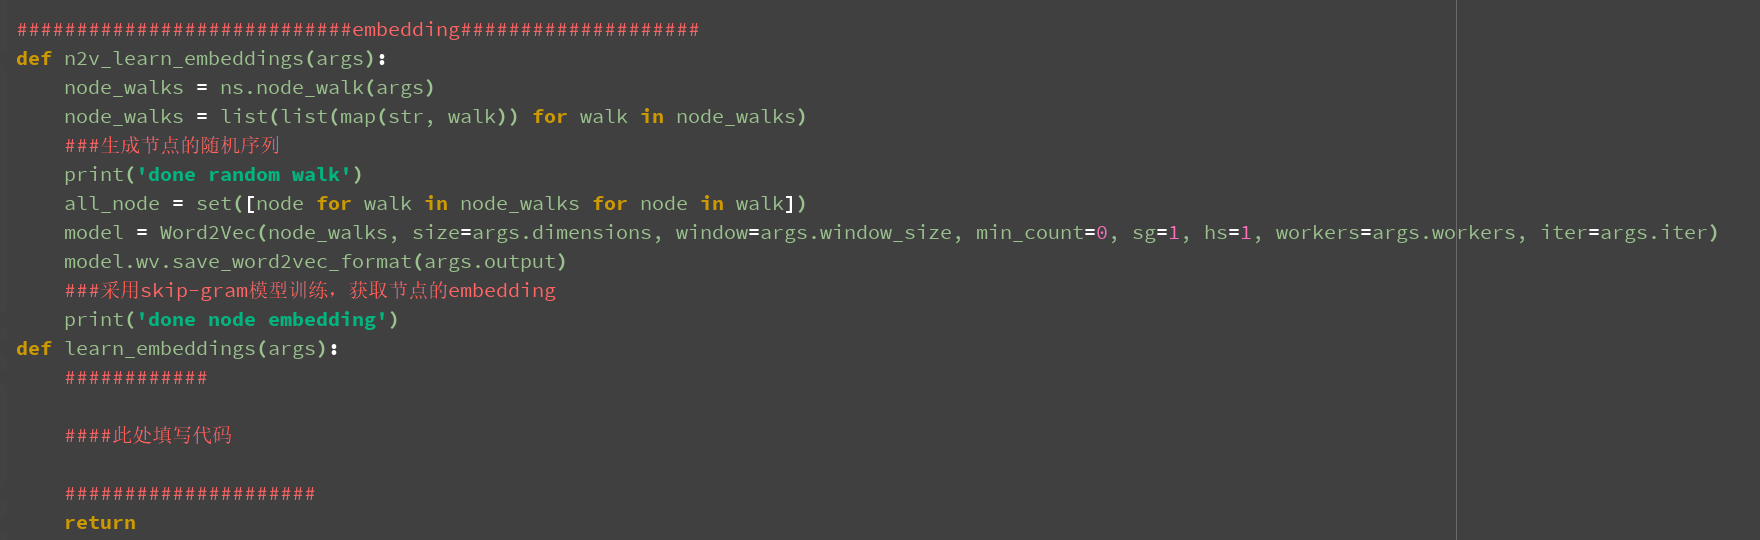 ############################embedding####################
def n2v_learn_embeddings(args):
    node_walks = ns.node_walk(args)
    node_walks = list(list(map(str, walk)) for walk in node_walks)
    ###生成节点的随机序列
    print('done random walk')
    all_node = set([node for walk in node_walks for node in walk])
    model = Word2Vec(node_walks, size=args.dimensions, window=args.window_size, min_count=0, sg=1, hs=1, workers=args.workers, iter=args.iter)
    model.wv.save_word2vec_format(args.output)
    ###采用skip-gram模型训练，获取节点的embedding
    print('done node embedding')
def learn_embeddings(args):
    ############
    ####此处填写代码
    #####################
    return